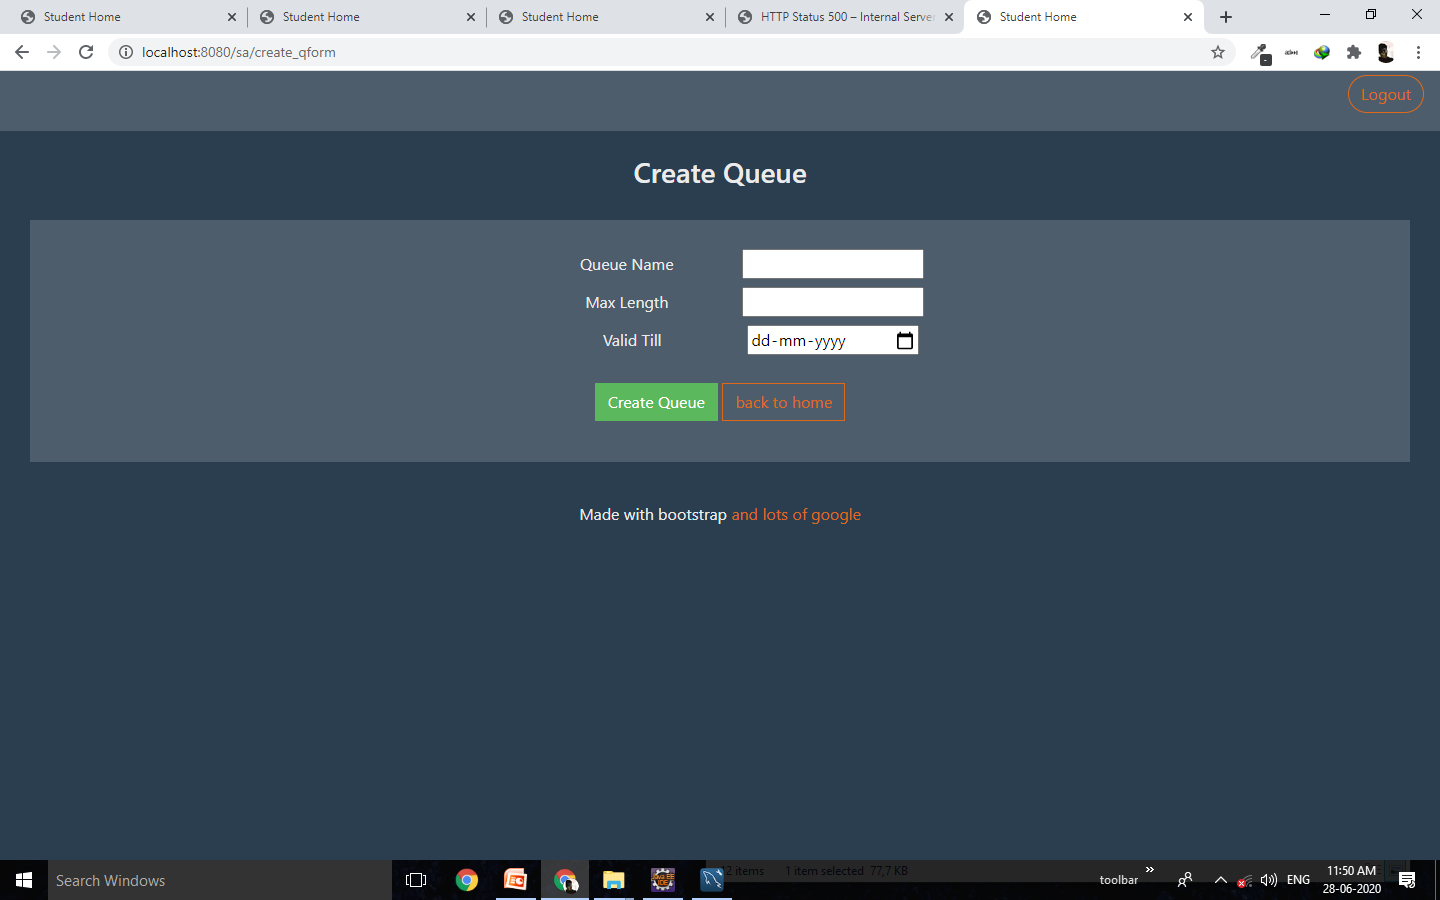 Student Home
Student Home
Student Home
HTTP Status 500 – Internal Server
Student Home
localhost:8080/sa/create_qform
Logout
Create Queue
Queue Name
Max Length
Valid Till
dd-mm-yyyy
Create Queue
back to home
Made with bootstrap and lots of google
Search Windows
2 items 1 item selected 77,7 KB
toolbar
ENG
11:50 AM
28-06-2020